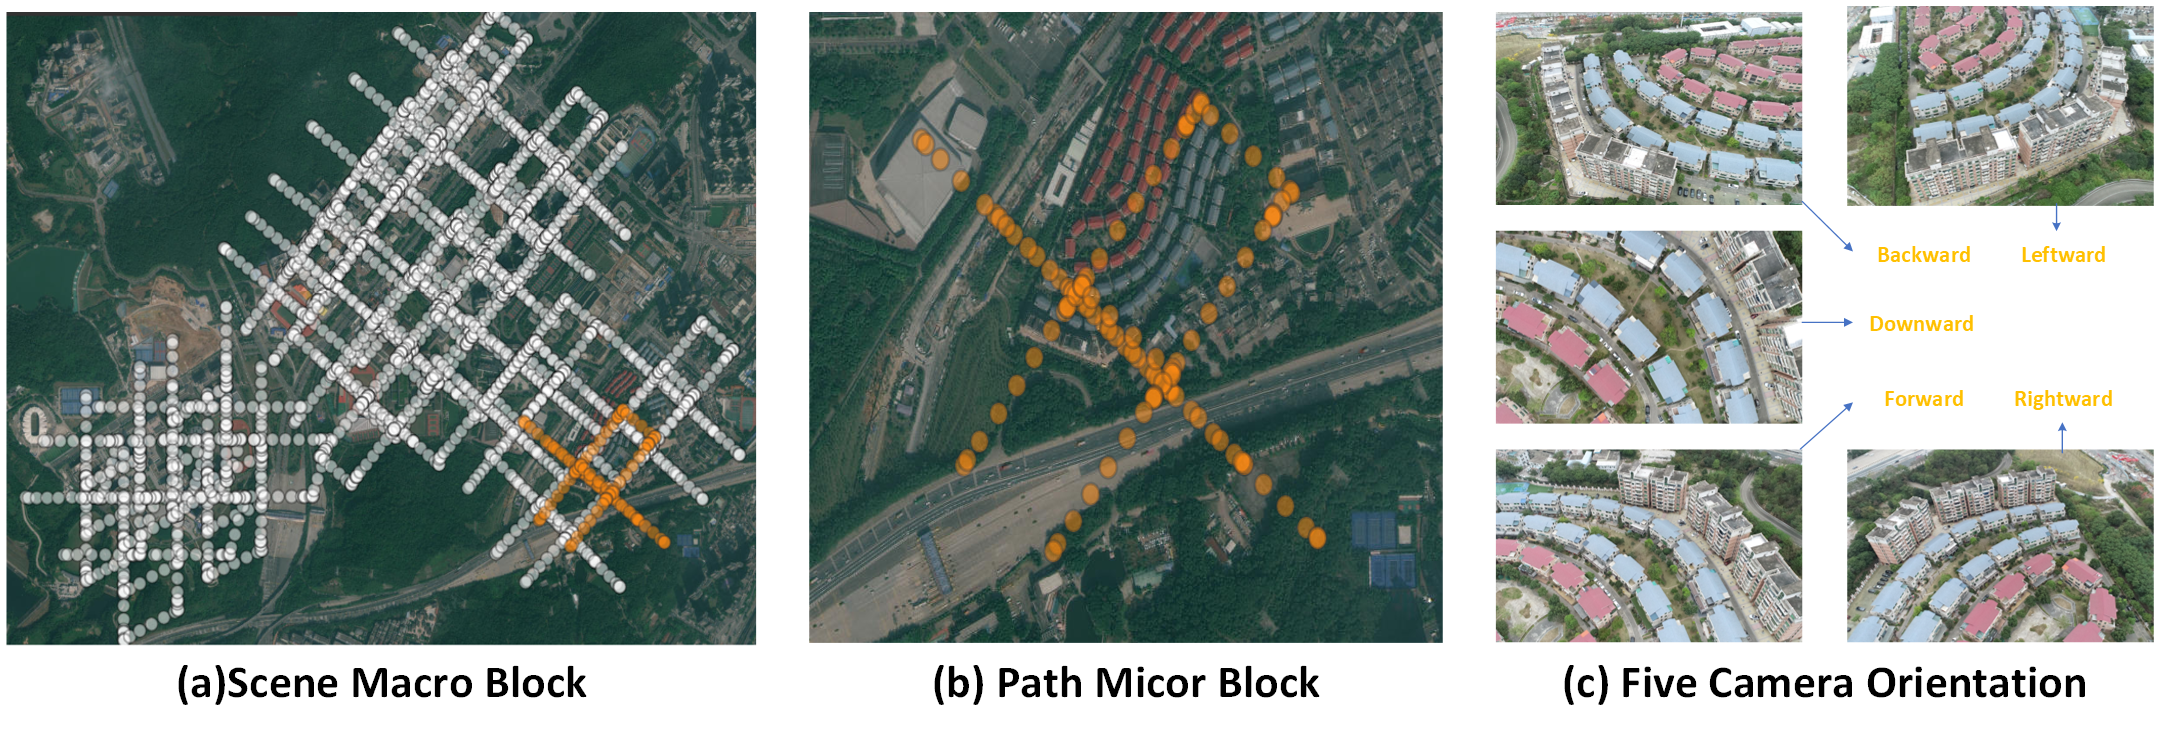 Backward Leftward
Downward
Forward Rightward
(a)Scene Macro Block
(b) Path Micor Block
(c) Five Camera Orientation